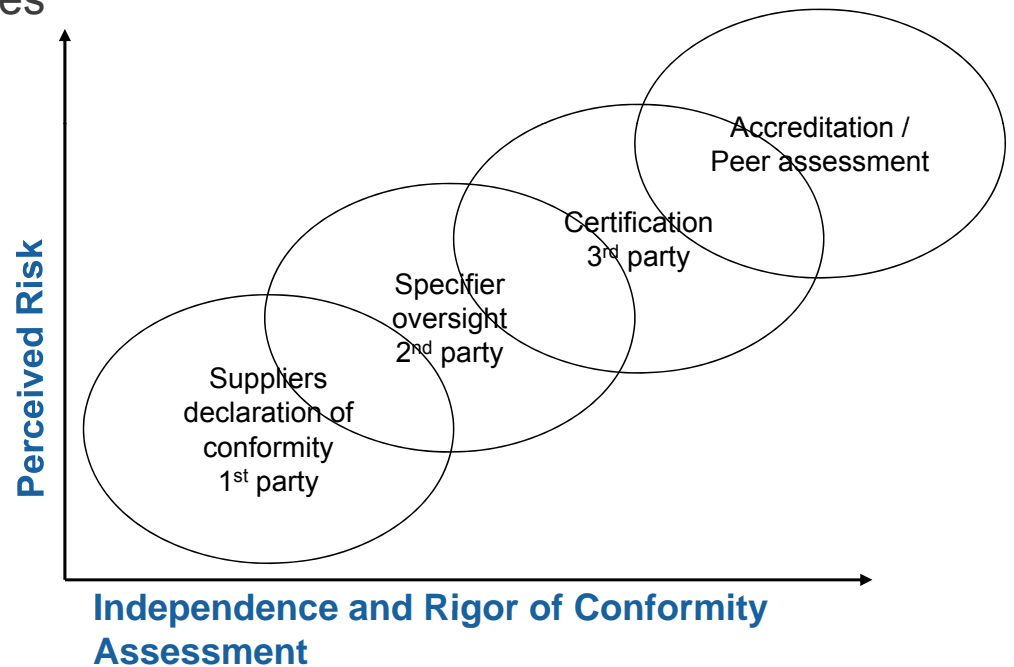 es
Accreditation /
Peer assessment
Certification
3rd party
Specifier
oversight
2nd party
Suppliers
declaration of
conformity
1st party
Perceived Risk
Independence and Rigor of Conformity
Assessment